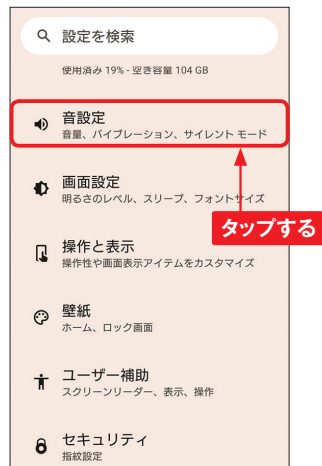 設定を検索
使用済み 19% - 空き容量 104 GB
音設定
音量、バイブレーション、サイレント モード
画面設定
明るさのレベル、スリープ、フォントサイズ
タップする
操作と表示
操作性や画面表示アイテムをカスタマイズ
壁紙
ホーム、ロック画面
ユーザー補助
スクリーンリーダー、表示、操作
セキュリティ
指紋設定